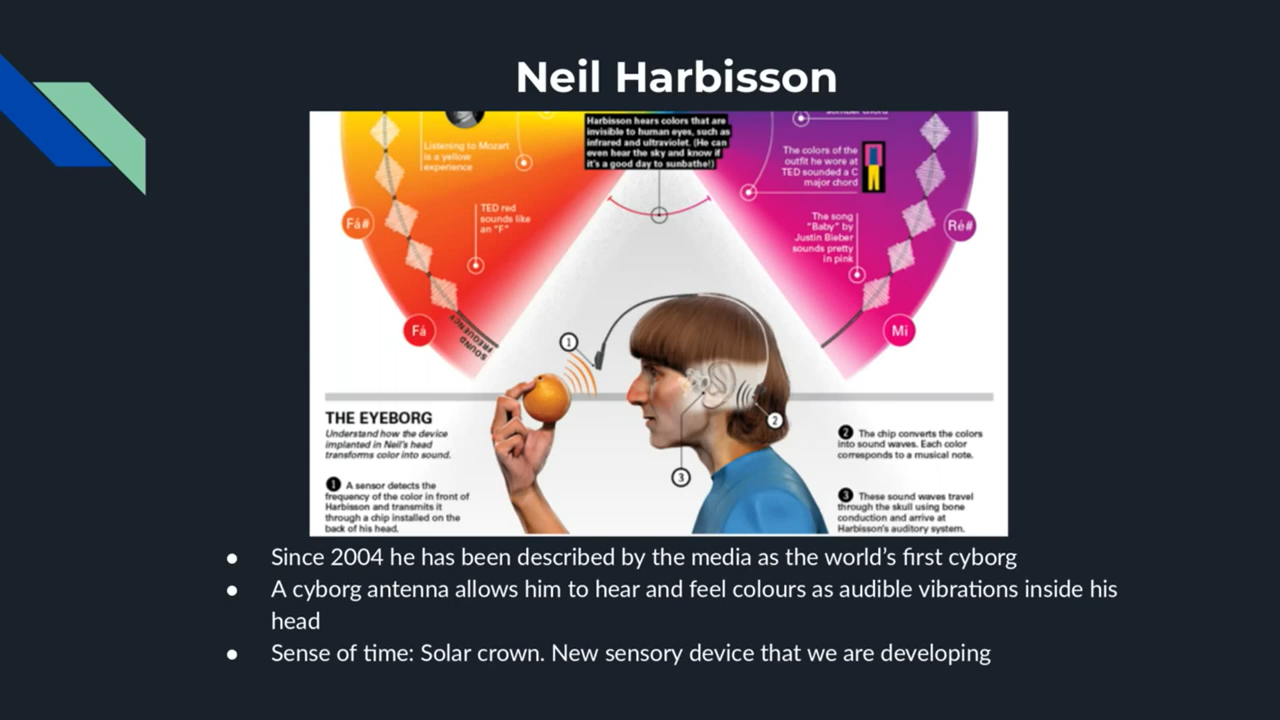 Neil Harbisson
Listening to Mozart
is a yellow
experience
Harbisson hears colors that are
invisible to human eyes, such as
infrared and ultraviolet. (He can
even hear the sky and know if
it's a good day to sunbathe!)
The colors of the
outfit he wore at
TED sounded a C
major chord
TED red
sounds like
an "F"
The song
"Baby" by
Justin Bieber
sounds pretty
in pink
Fá#
Ré#
Fá
Mi
SOUND
FREQUENCY
1
2
3
THE EYEBORG
Understand how the device
implanted in Neil's head
transforms color into sound.
1 A sensor detects the
frequency of the color in front of
Harbisson and transmits it
through a chip installed on the
back of his head.
2 The chip converts the colors
into sound waves. Each color
corresponds to a musical note.
3 These sound waves travel
through the skull using bone
conduction and arrive at
Harbisson's auditory system.
● Since 2004 he has been described by the media as the world's first cyborg
● A cyborg antenna allows him to hear and feel colours as audible vibrations inside his
head
● Sense of time: Solar crown. New sensory device that we are developing